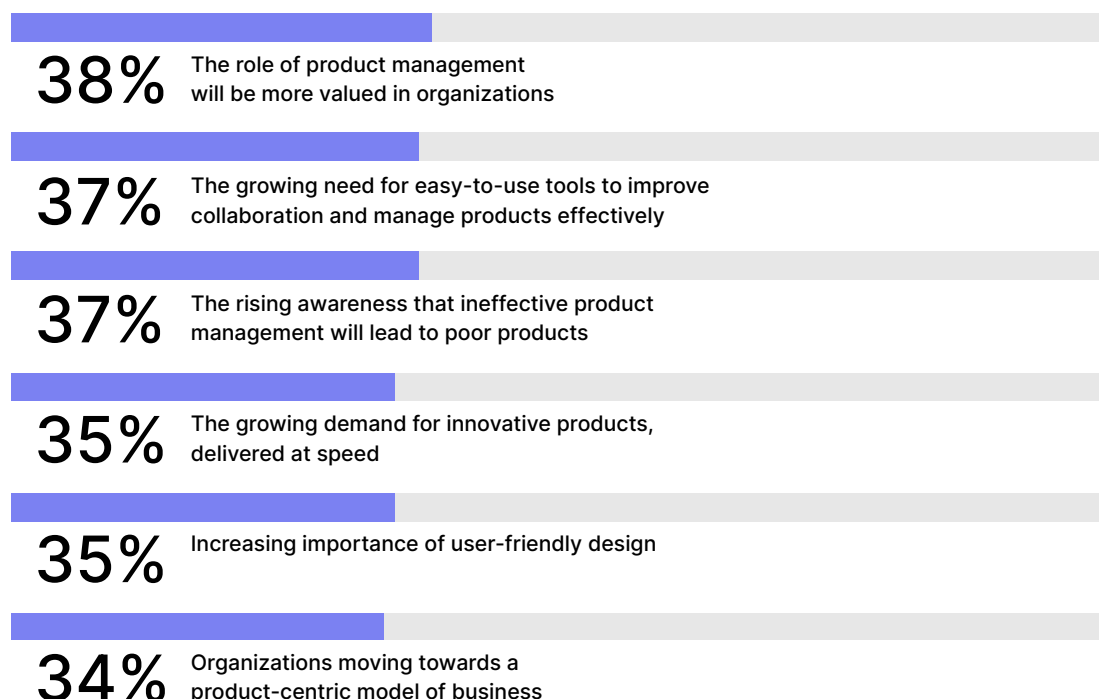 38%
The role of product management
will be more valued in organizations
37%
The growing need for easy-to-use tools to improve
collaboration and manage products effectively
37%
The rising awareness that ineffective product
management will lead to poor products
35%
The growing demand for innovative products,
delivered at speed
35%
Increasing importance of user-friendly design
34%
Organizations moving towards a
product-centric model of business